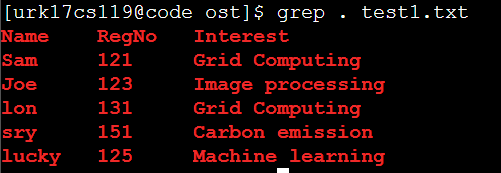 [urk17cs119@code ost]$ grep . test1.txt
Name    RegNo   Interest
Sam     121     Grid Computing
Joe     123     Image processing
lon     131     Grid Computing
sry     151     Carbon emission
lucky   125     Machine learning